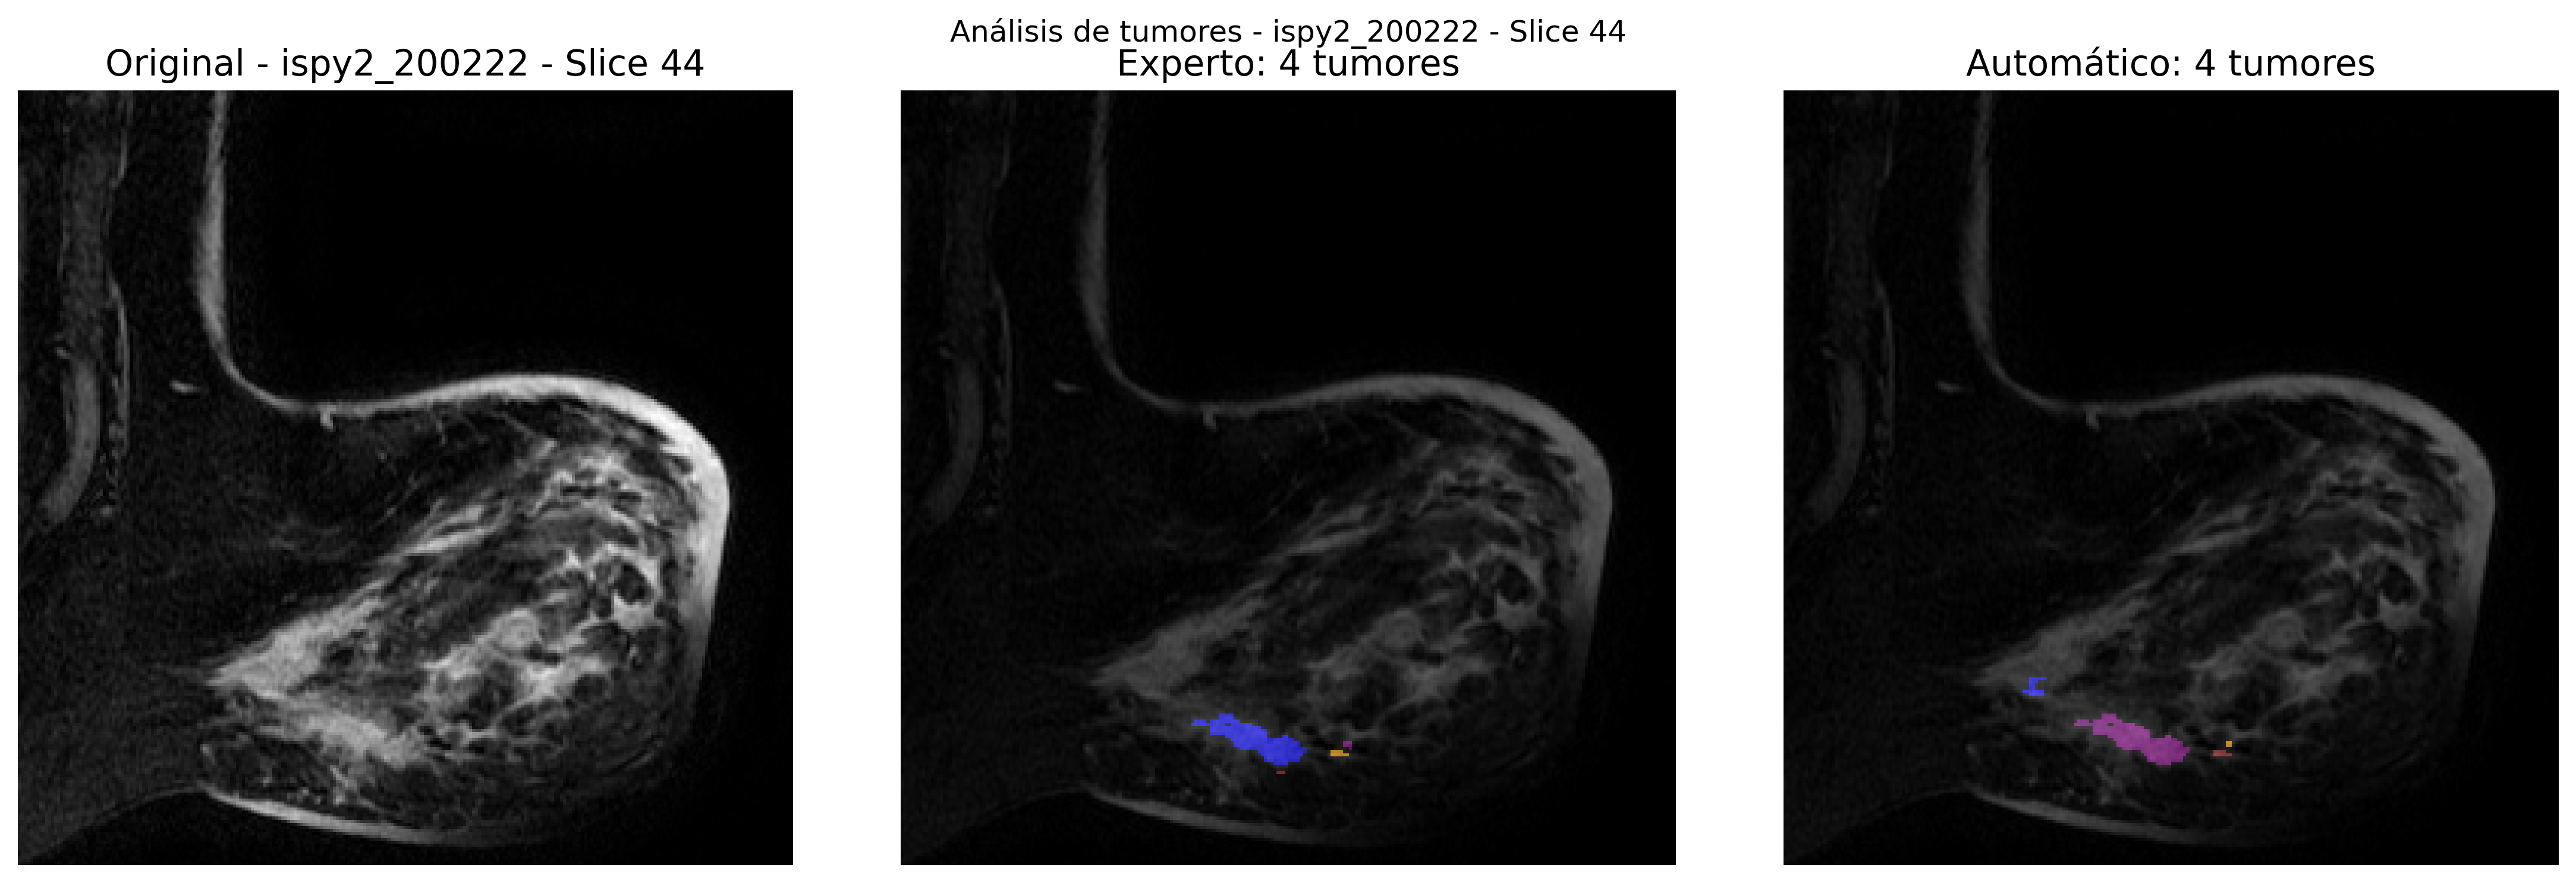 Análisis de tumores - ispy2_200222 - Slice 44
Original - ispy2_200222 - Slice 44
Experto: 4 tumores
Automático: 4 tumores